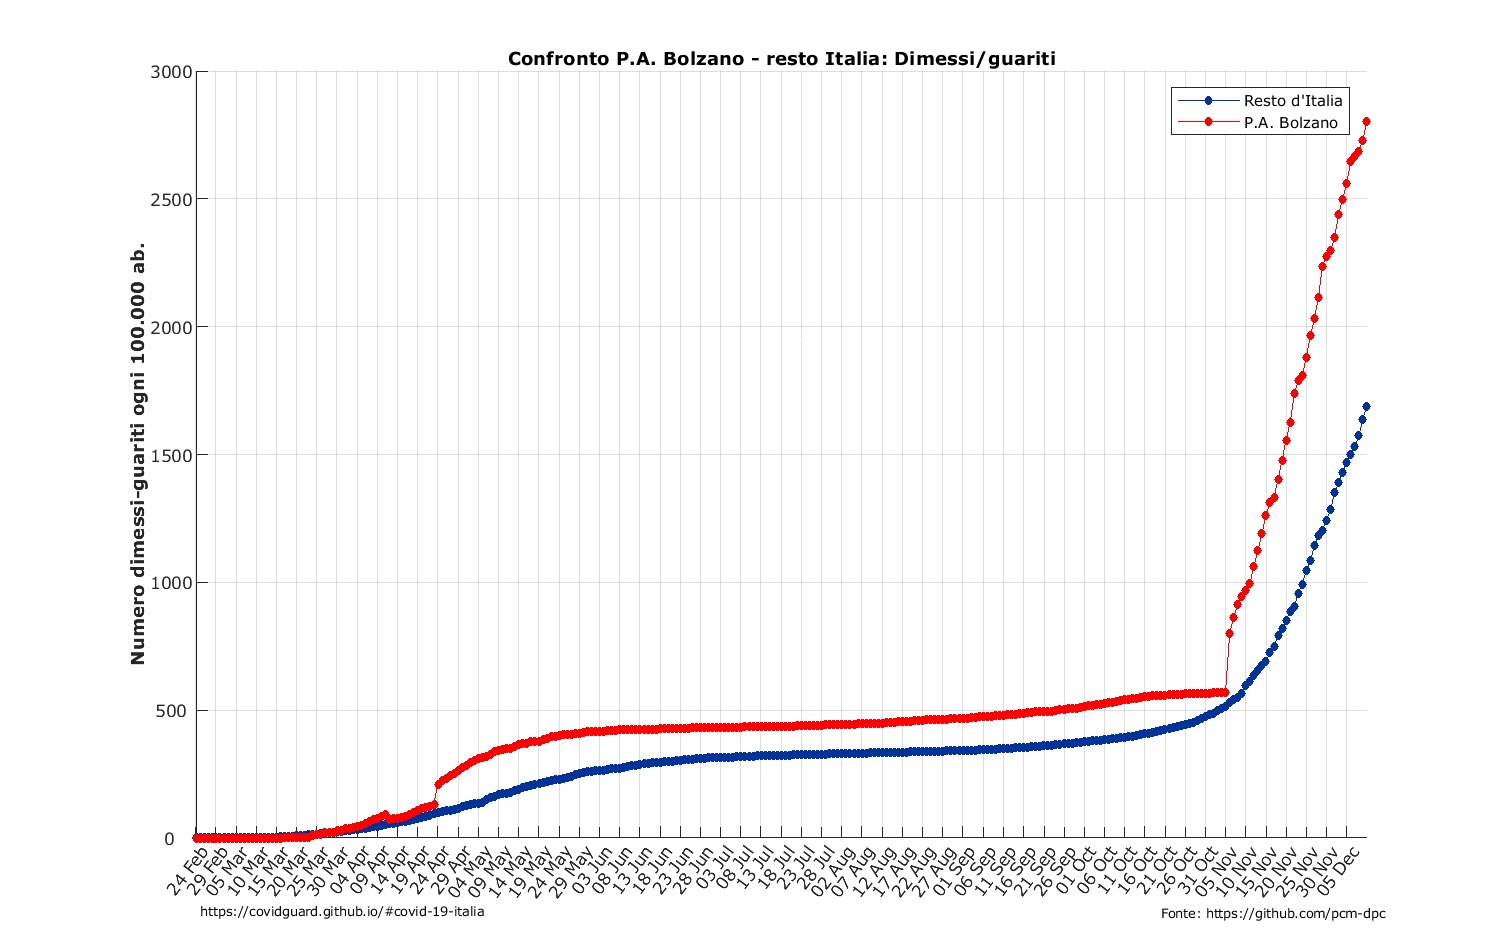 Confronto P.A. Bolzano - resto Italia: Dimessi/guariti
Resto d'Italia
P.A. Bolzano
Numero dimessi-guariti ogni 100.000 ab.
3000
2500
2000
1500
1000
500
0
24 Feb
29 Feb
05 Mar
10 Mar
15 Mar
20 Mar
25 Mar
30 Mar
04 Apr
09 Apr
14 Apr
19 Apr
24 Apr
29 Apr
04 May
09 May
14 May
19 May
24 May
29 May
03 Jun
08 Jun
13 Jun
18 Jun
23 Jun
28 Jun
03 Jul
08 Jul
13 Jul
18 Jul
23 Jul
28 Jul
02 Aug
07 Aug
12 Aug
17 Aug
22 Aug
27 Aug
01 Sep
06 Sep
11 Sep
16 Sep
21 Sep
26 Sep
01 Oct
06 Oct
11 Oct
16 Oct
21 Oct
26 Oct
31 Oct
05 Nov
10 Nov
15 Nov
20 Nov
25 Nov
30 Nov
05 Dec
https://covidguard.github.io/#covid-19-italia
Fonte: https://github.com/pcm-dpc